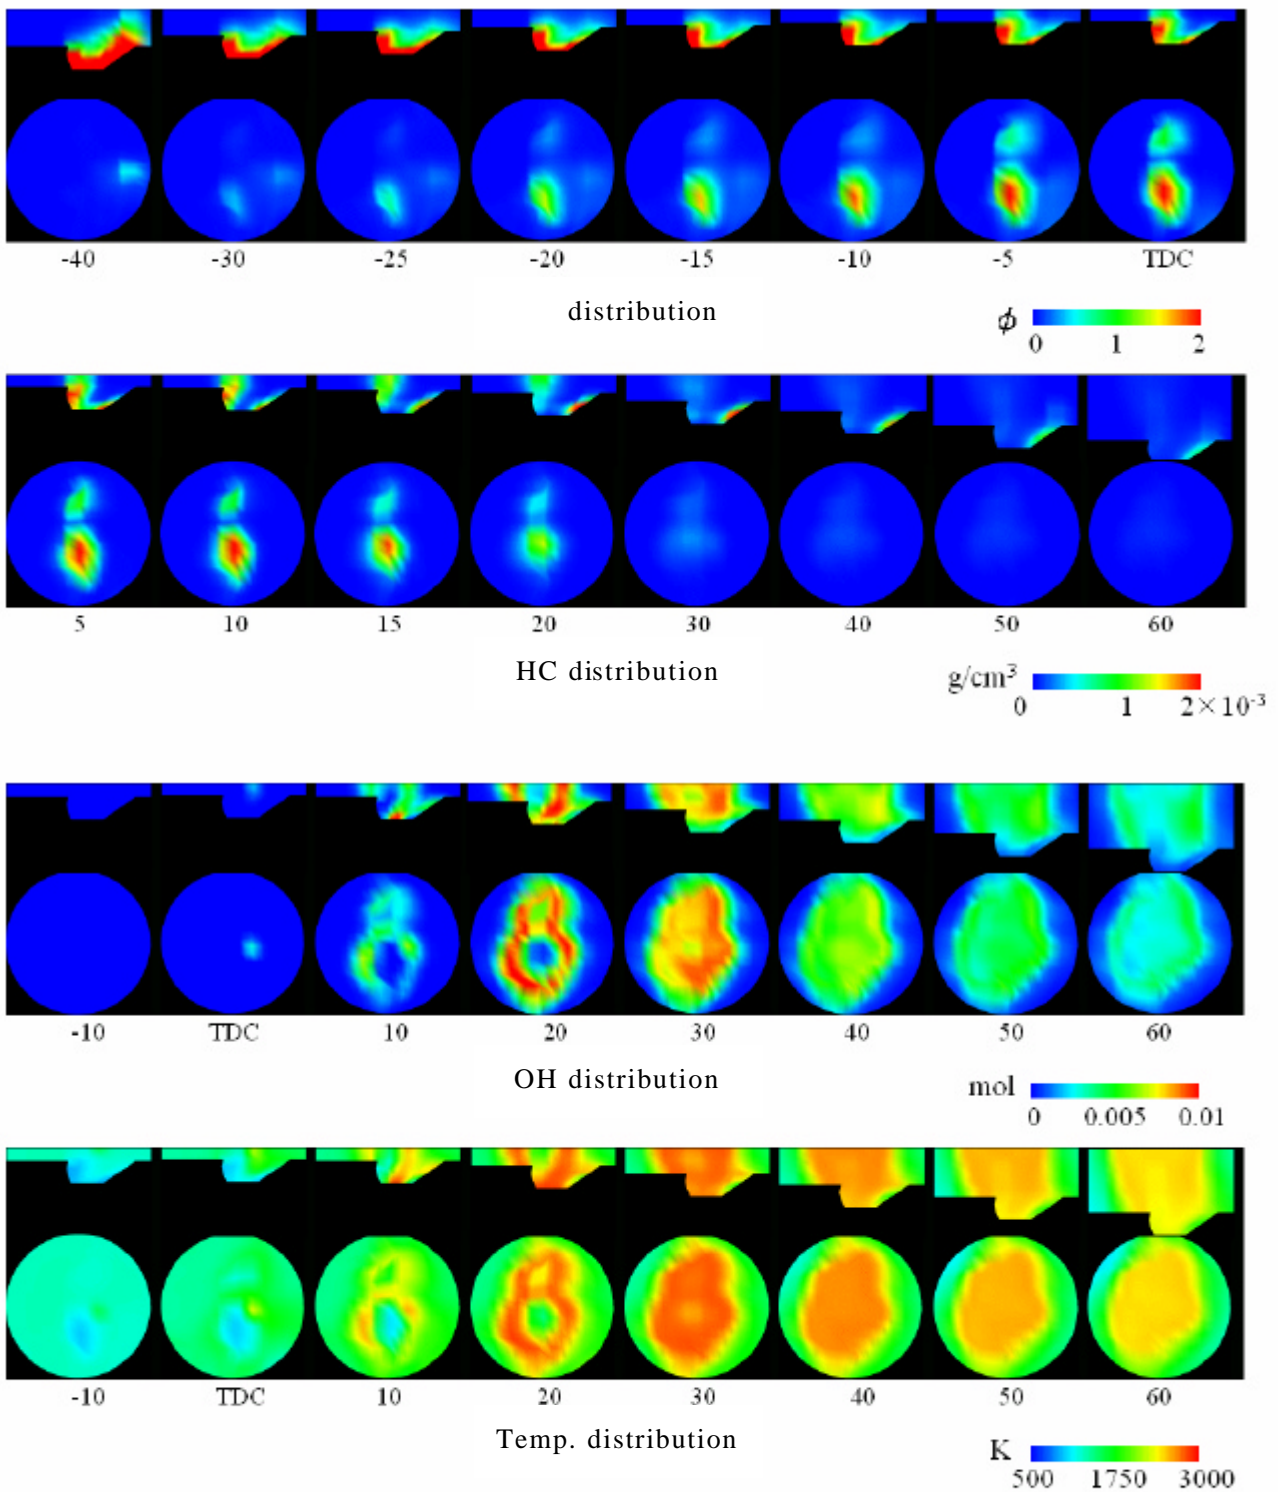 -40 -30 -25 -20 -15 -10 -5 TDC
distribution
ϕ
0 1 2
5 10 15 20 30 40 50 60
HC distribution
g/cm³
0 1 2×10⁻³
-10 TDC 10 20 30 40 50 60
OH distribution
mol
0 0.005 0.01
-10 TDC 10 20 30 40 50 60
Temp. distribution
K
500 1750 3000